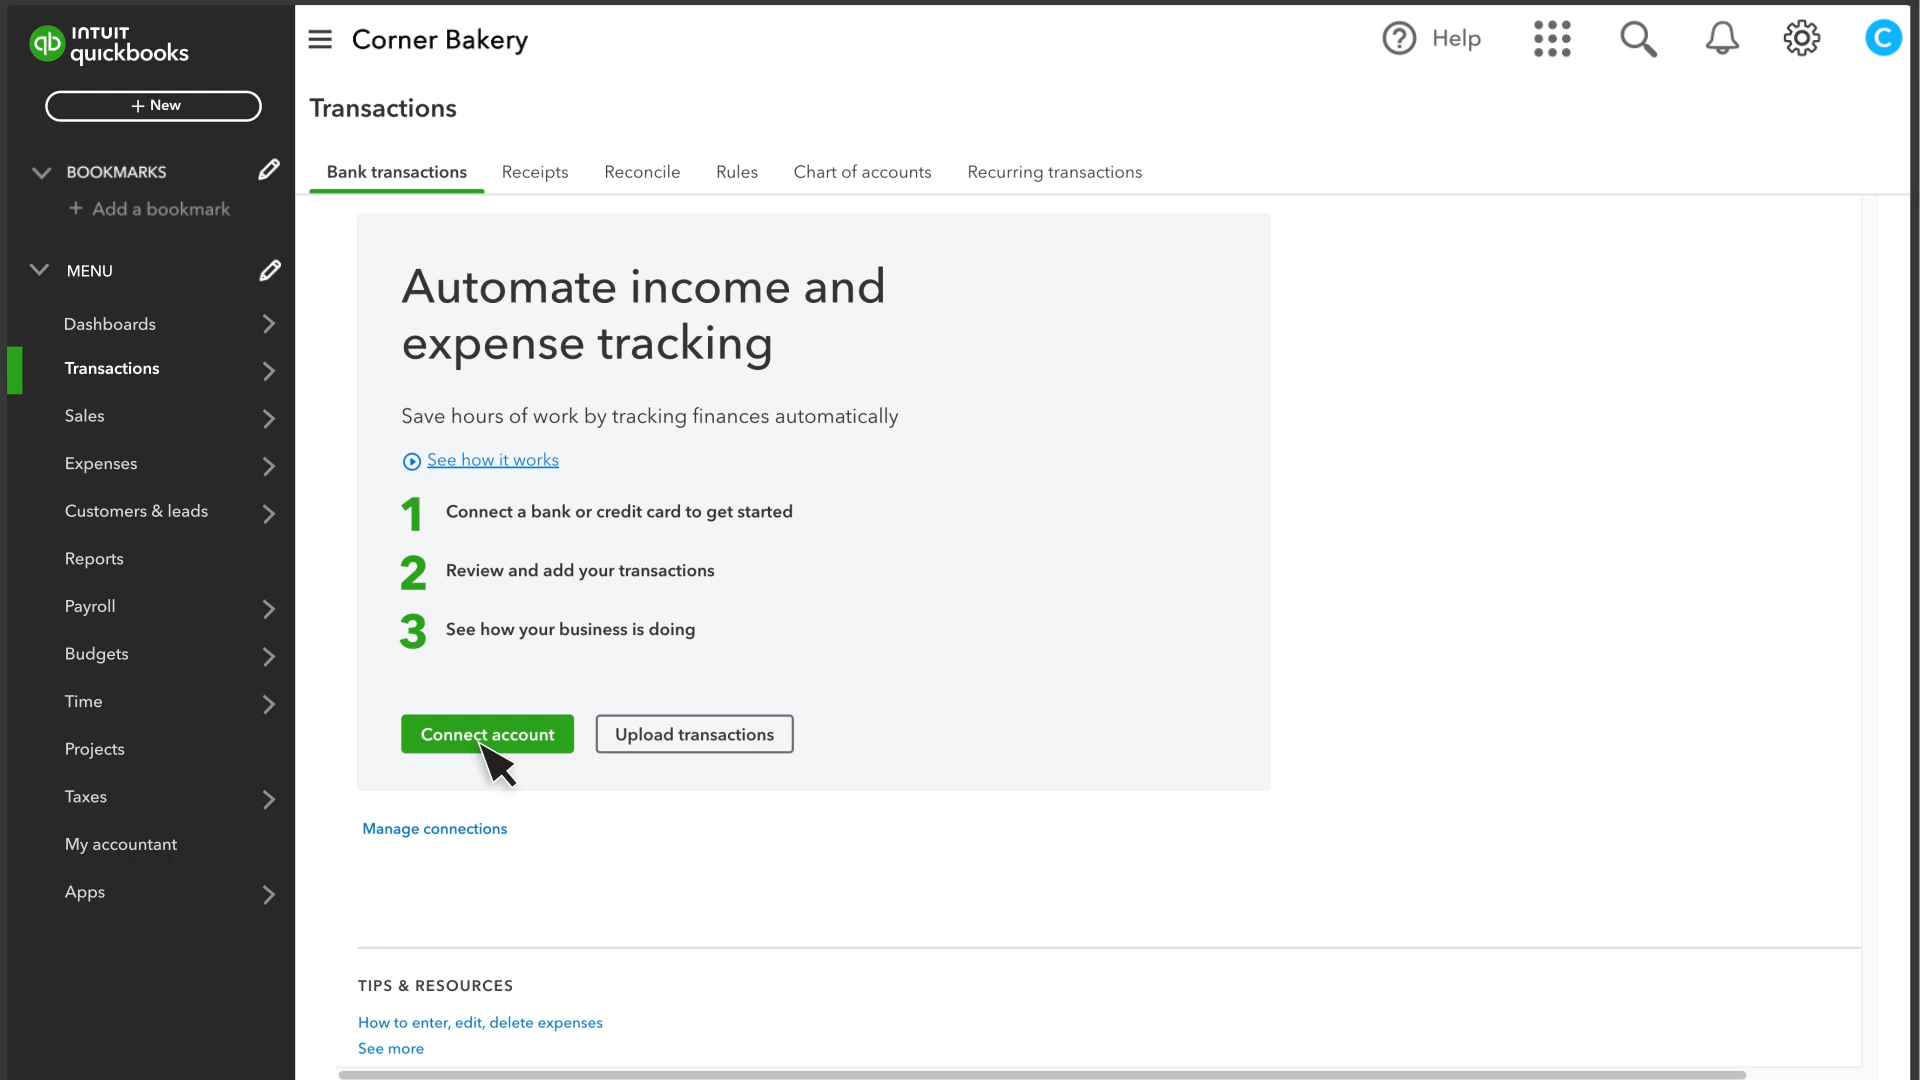 INTUIT
quickbooks
+ New
BOOKMARKS
+ Add a bookmark
MENU
Dashboards
Transactions
Sales
Expenses
Customers & leads
Reports
Payroll
Budgets
Time
Projects
Taxes
My accountant
Apps
Corner Bakery
Help
C
Transactions
Bank transactions Receipts Reconcile Rules Chart of accounts Recurring transactions
Automate income and
expense tracking
Save hours of work by tracking finances automatically
See how it works
1 Connect a bank or credit card to get started
2 Review and add your transactions
3 See how your business is doing
Connect account Upload transactions
Manage connections
TIPS & RESOURCES
How to enter, edit, delete expenses
See more